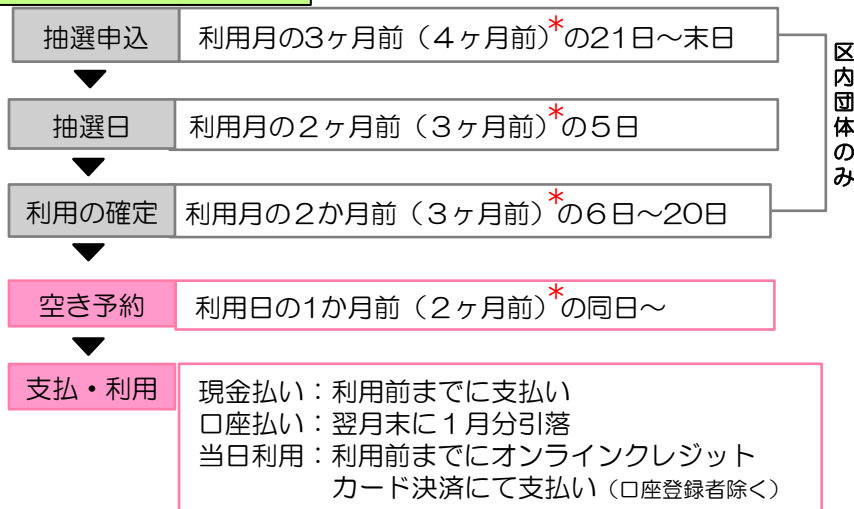 抽選申込 利用月の3ヶ月前（４ヶ月前）*の21日～末日
抽選日 利用月の２ヶ月前（３ヶ月前）*の５日
利用の確定 利用月の２か月前（３ヶ月前）*の６日～20日
区内団体のみ
空き予約 利用日の1か月前（２ヶ月前）*の同日～
支払・利用 現金払い：利用前までに支払い
口座払い：翌月末に１月分引落
当日利用：利用前までにオンラインクレジット
カード決済にて支払い（口座登録者除く）